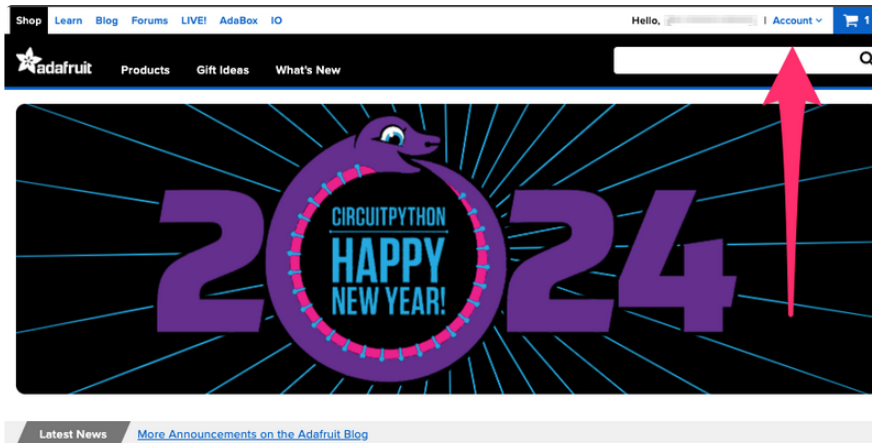 Shop Learn Blog Forums LIVE! AdaBox IO Hello, | Account 1
adafruit Products Gift Ideas What's New
2024
CIRCUITPYTHON
HAPPY
NEW YEAR!
Latest News More Announcements on the Adafruit Blog